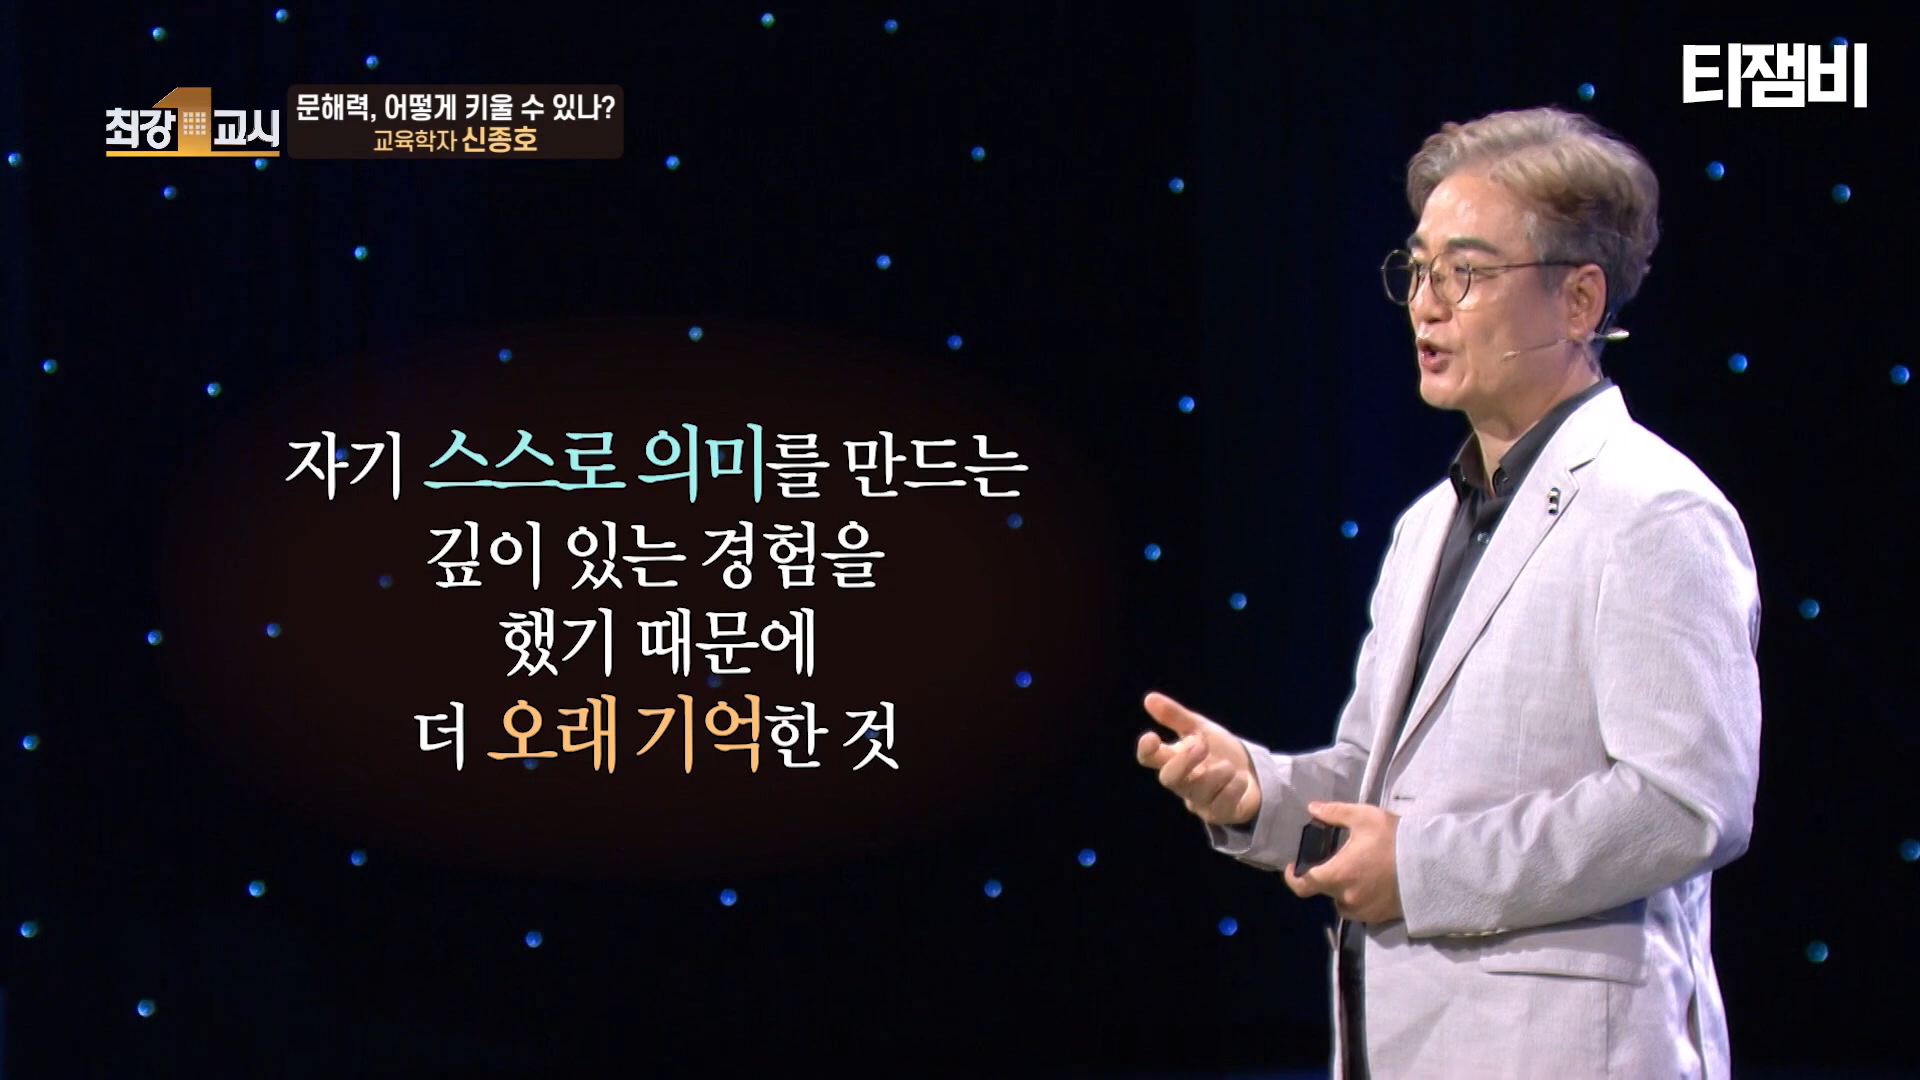 최강1교시
문해력, 어떻게 키울 수 있나?
교육학자 신종호
티잼비
자기 스스로 의미를 만드는
깊이 있는 경험을
했기 때문에
더 오래 기억한 것